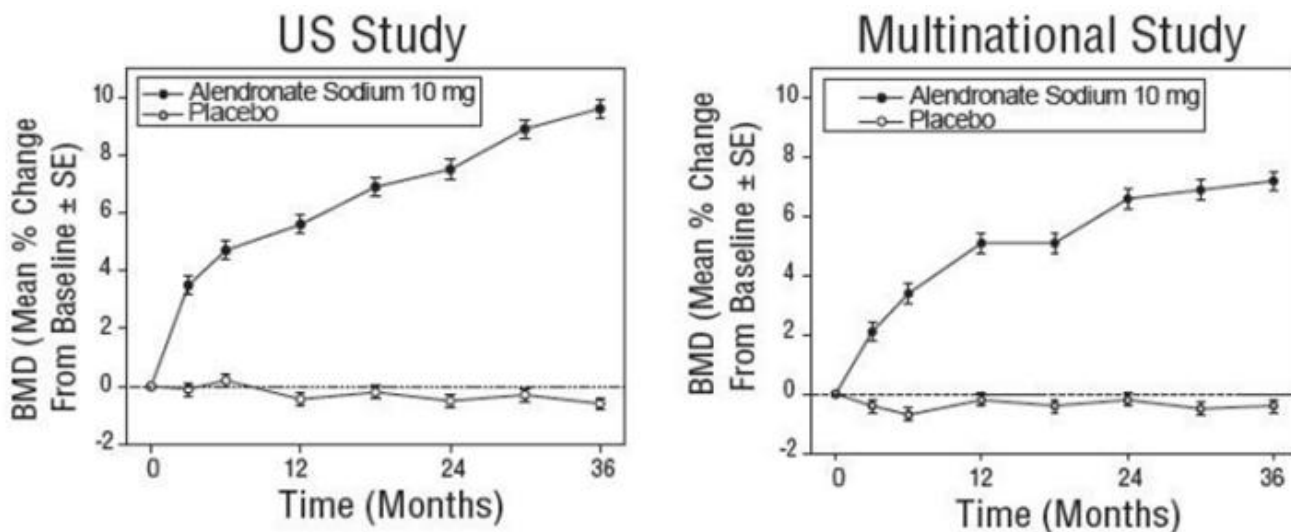 US Study
Alendronate Sodium 10 mg
Placebo
BMD (Mean % Change
From Baseline ± SE)
10
8
6
4
2
0
-2
0
12
24
36
Time (Months)
Multinational Study
Alendronate Sodium 10 mg
Placebo
BMD (Mean % Change
From Baseline ± SE)
10
8
6
4
2
0
-2
0
12
24
36
Time (Months)